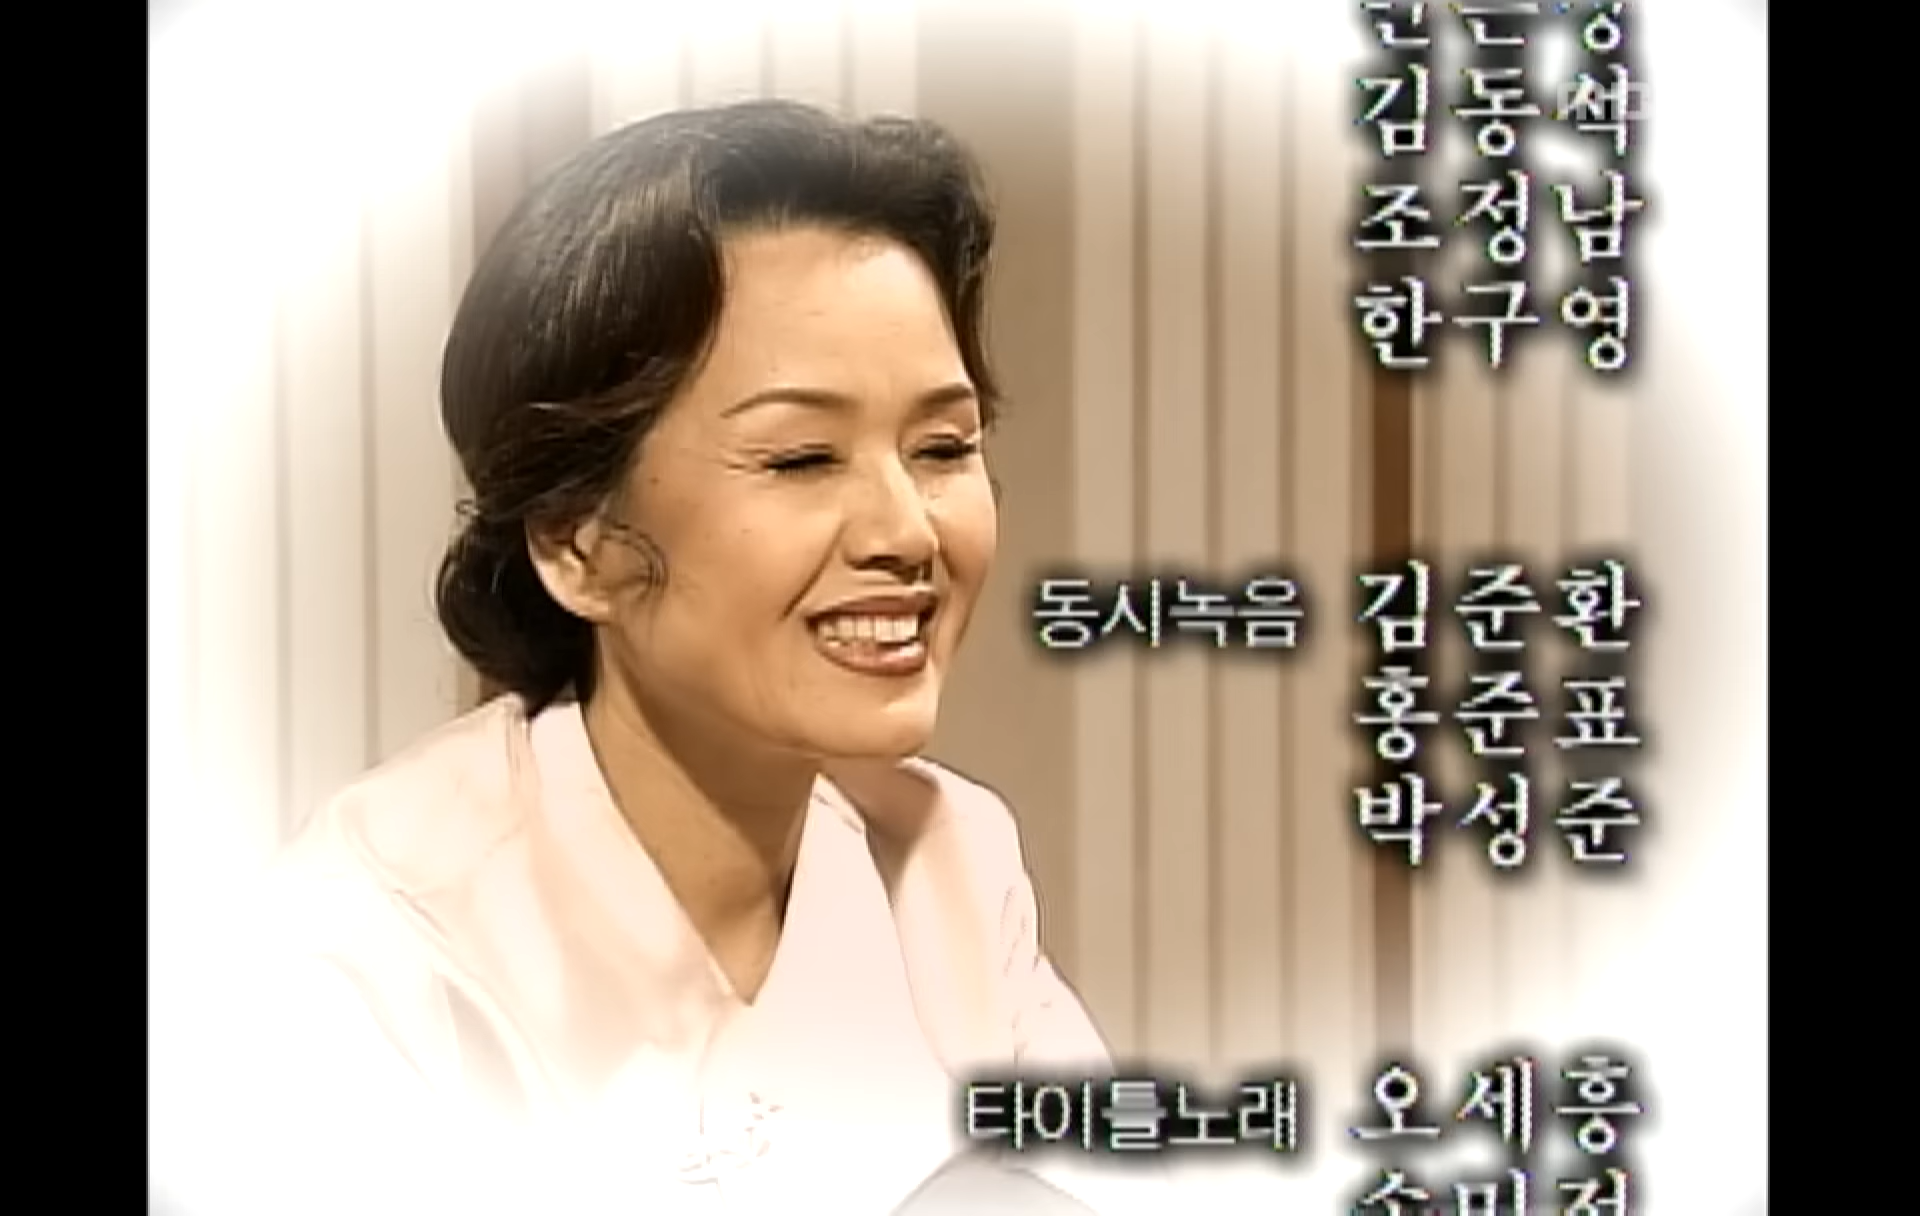 김동석
조정남
한구영
동시녹음 김준환
홍준표
박성준
타이틀노래 오세흥